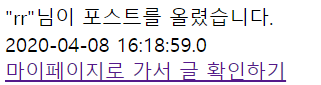 "rr"님이 포스트를 올렸습니다.
2020-04-08 16:18:59.0
마이페이지로 가서 글 확인하기